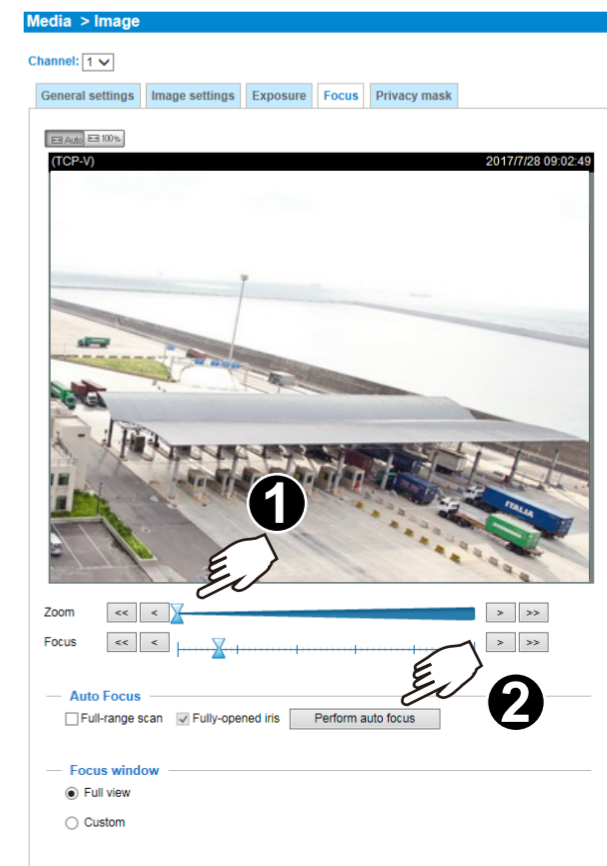 Media > Image
Channel: 1
General settings Image settings Exposure Focus Privacy mask
Auto 100%
(TCP-V) 2017/7/28 09:02:49
ITALIA
1
Zoom << < > >>
Focus << < > >>
2
Auto Focus
Full-range scan Fully-opened iris Perform auto focus
Focus window
Full view
Custom